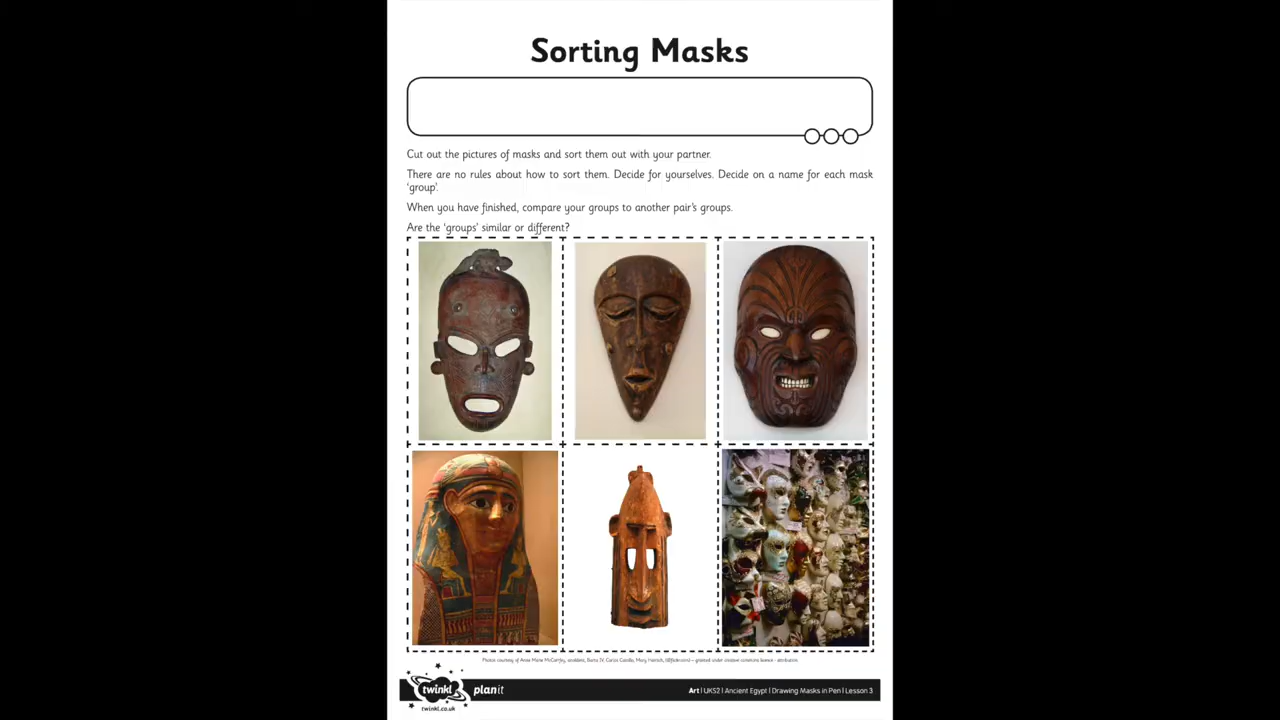 Sorting Masks
Cut out the pictures of masks and sort them out with your partner.
There are no rules about how to sort them. Decide for yourselves. Decide on a name for each mask
‘group’.
When you have finished, compare your groups to another pair’s groups.
Are the ‘groups’ similar or different?
twinkl planit
twinkl.co.uk
Art | UKS2 | Ancient Egypt | Drawing Masks in Pen | Lesson 3